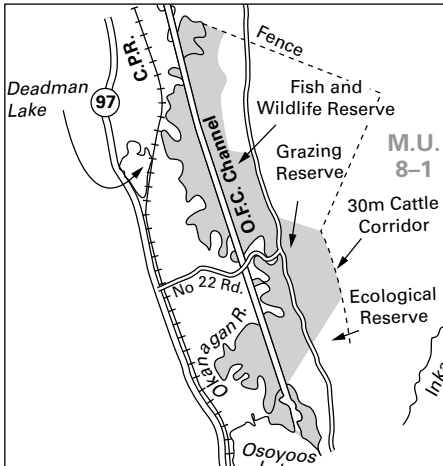 C.P.R.
Fence
Deadman
Lake
97
Fish and
Wildlife Reserve
M.U.
8–1
O.F.C. Channel
Grazing
Reserve
30m Cattle
Corridor
No 22 Rd.
Ecological
Reserve
Okanagan R.
Inka
Osoyoos